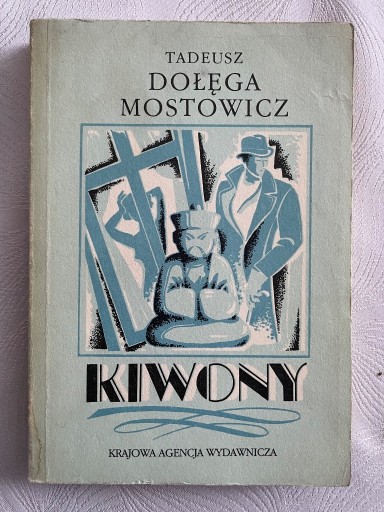 TADEUSZ
DOŁĘGA
MOSTOWICZ
KIWONY
KRAJOWA AGENCJA WYDAWNICZA